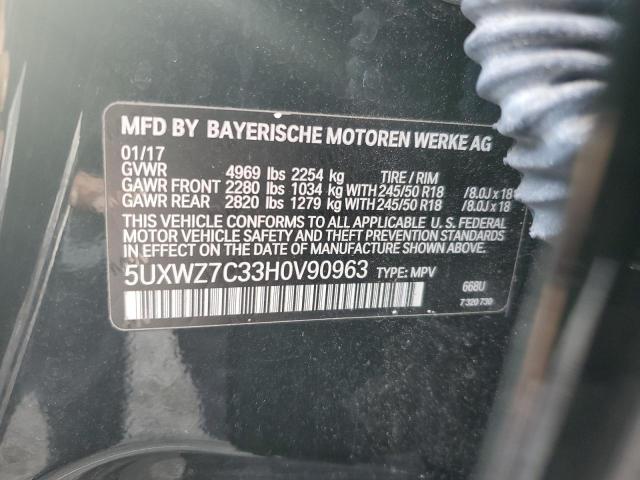 MFD BY BAYERISCHE MOTOREN WERKE AG
01/17
GVWR 4969 lbs 2254 kg TIRE / RIM
GAWR FRONT 2280 lbs 1034 kg WITH 245/50 R18 /8.0J x 18
GAWR REAR 2820 lbs 1279 kg WITH 245/50 R18 /8.0J x 18
THIS VEHICLE CONFORMS TO ALL APPLICABLE U. S. FEDERAL
MOTOR VEHICLE SAFETY AND THEFT PREVENTION STANDARDS
IN EFFECT ON THE DATE OF MANUFACTURE SHOWN ABOVE.
5UXWZ7C33H0V90963 TYPE: MPV
668U
7 320 730